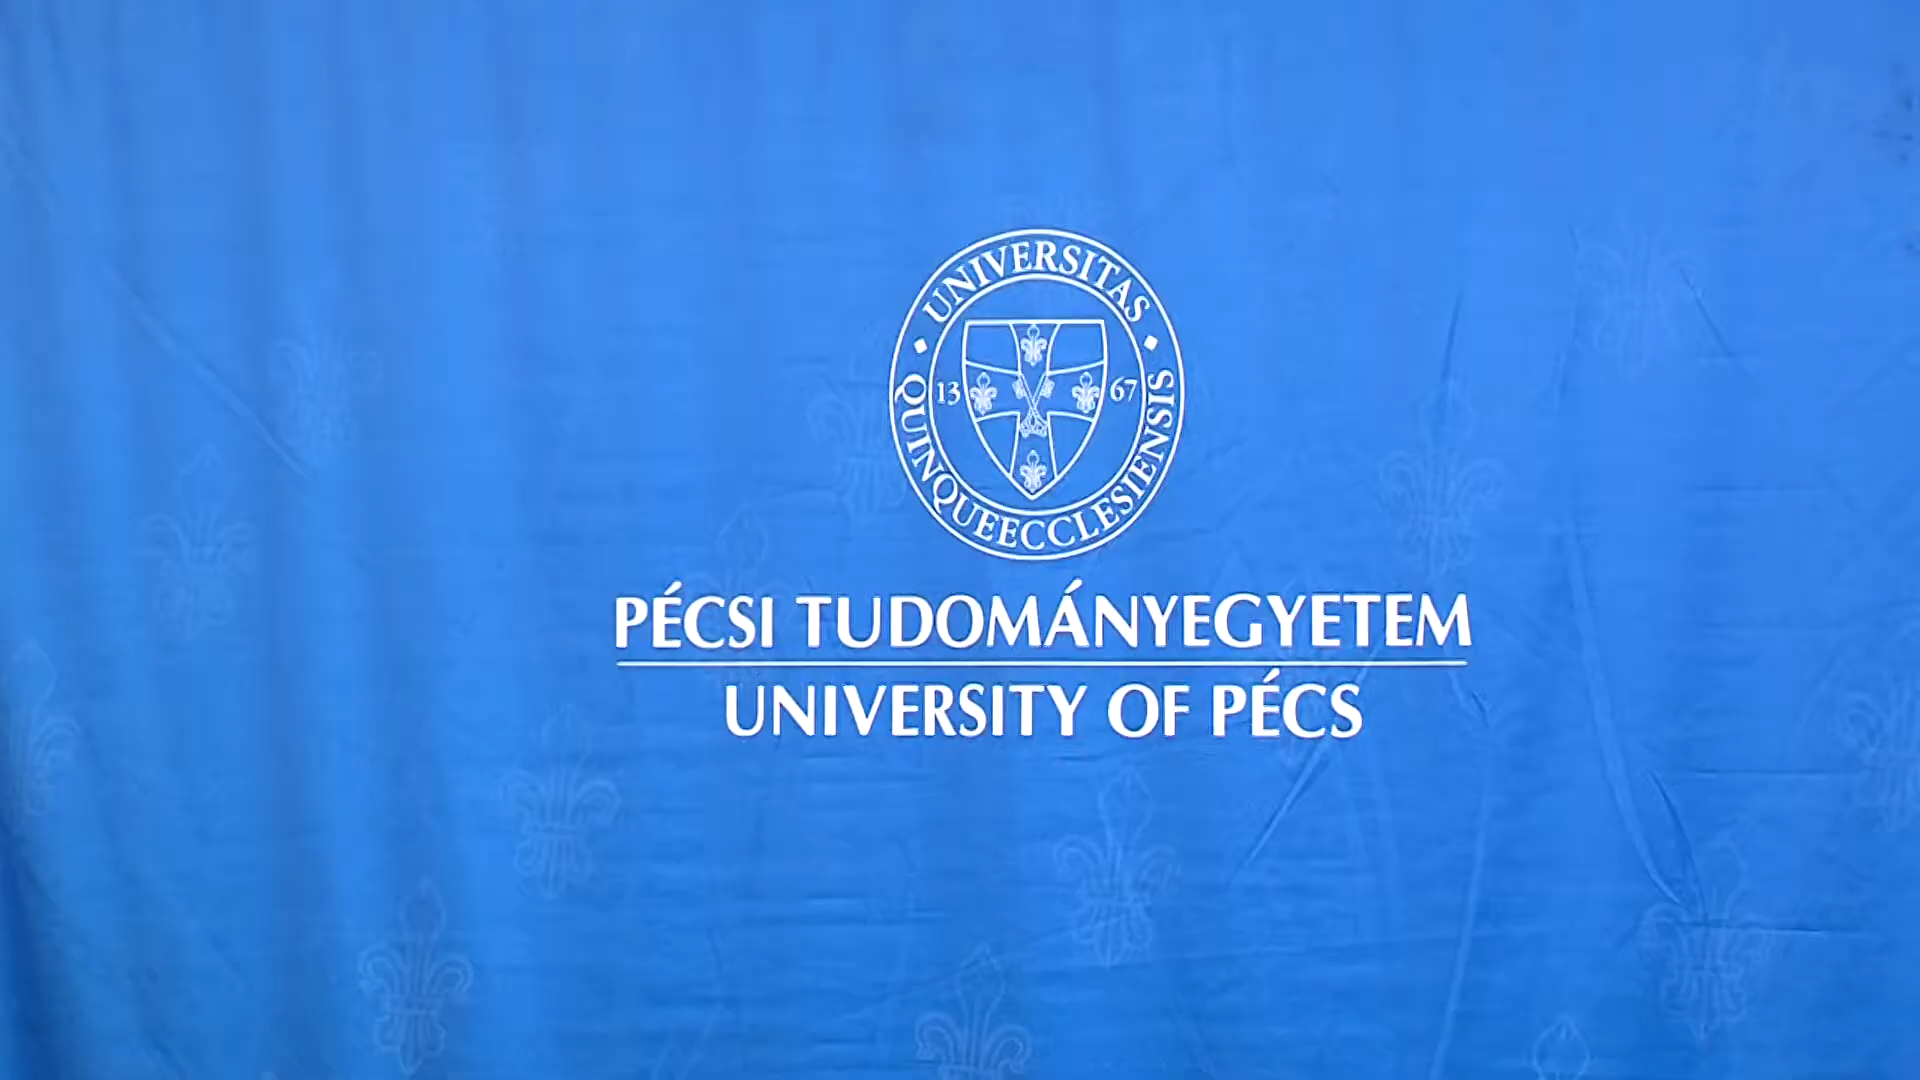 UNIVERSITAS
QUINQUEECCLESIENSIS
13 67
PÉCSI TUDOMÁNYEGYETEM
UNIVERSITY OF PÉCS